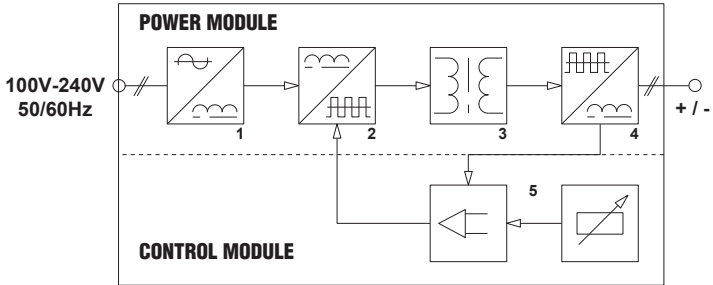 POWER MODULE
100V-240V
50/60Hz
1
2
3
4
+ / -
5
CONTROL MODULE